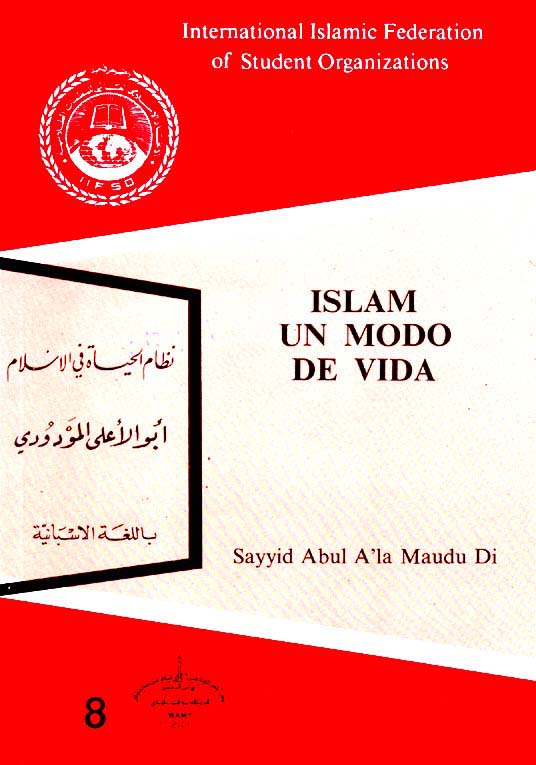 International Islamic Federation
of Student Organizations
IIFSO
ISLAM
UN MODO
DE VIDA
نظام الحياة في الاسلام
أبو الأعلى المودودي
باللغة الاسبانية
Sayyid Abul A'la Maudu Di
8
WAMY